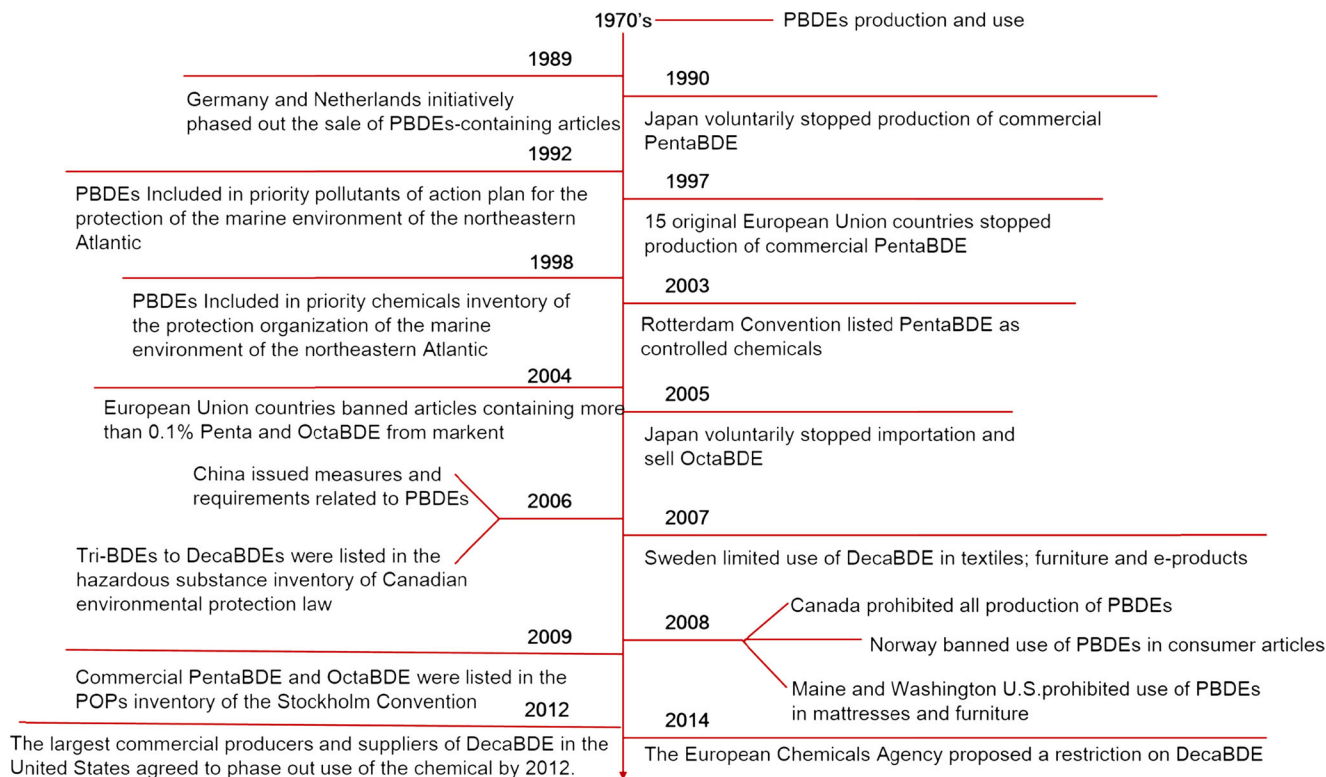 1970's
PBDEs production and use
1989
Germany and Netherlands initiatively
phased out the sale of PBDEs-containing articles
1990
Japan voluntarily stopped production of commercial
PentaBDE
1992
PBDEs Included in priority pollutants of action plan for the
protection of the marine environment of the northeastern
Atlantic
1997
15 original European Union countries stopped
production of commercial PentaBDE
1998
PBDEs Included in priority chemicals inventory of
the protection organization of the marine
environment of the northeastern Atlantic
2003
Rotterdam Convention listed PentaBDE as
controlled chemicals
2004
European Union countries banned articles containing more
than 0.1% Penta and OctaBDE from markent
2005
Japan voluntarily stopped importation and
sell OctaBDE
2006
China issued measures and
requirements related to PBDEs
Tri-BDEs to DecaBDEs were listed in the
hazardous substance inventory of Canadian
environmental protection law
2007
Sweden limited use of DecaBDE in textiles; furniture and e-products
2008
Canada prohibited all production of PBDEs
Norway banned use of PBDEs in consumer articles
Maine and Washington U.S.prohibited use of PBDEs
in mattresses and furniture
2009
Commercial PentaBDE and OctaBDE were listed in the
POPs inventory of the Stockholm Convention
2012
The largest commercial producers and suppliers of DecaBDE in the
United States agreed to phase out use of the chemical by 2012.
2014
The European Chemicals Agency proposed a restriction on DecaBDE